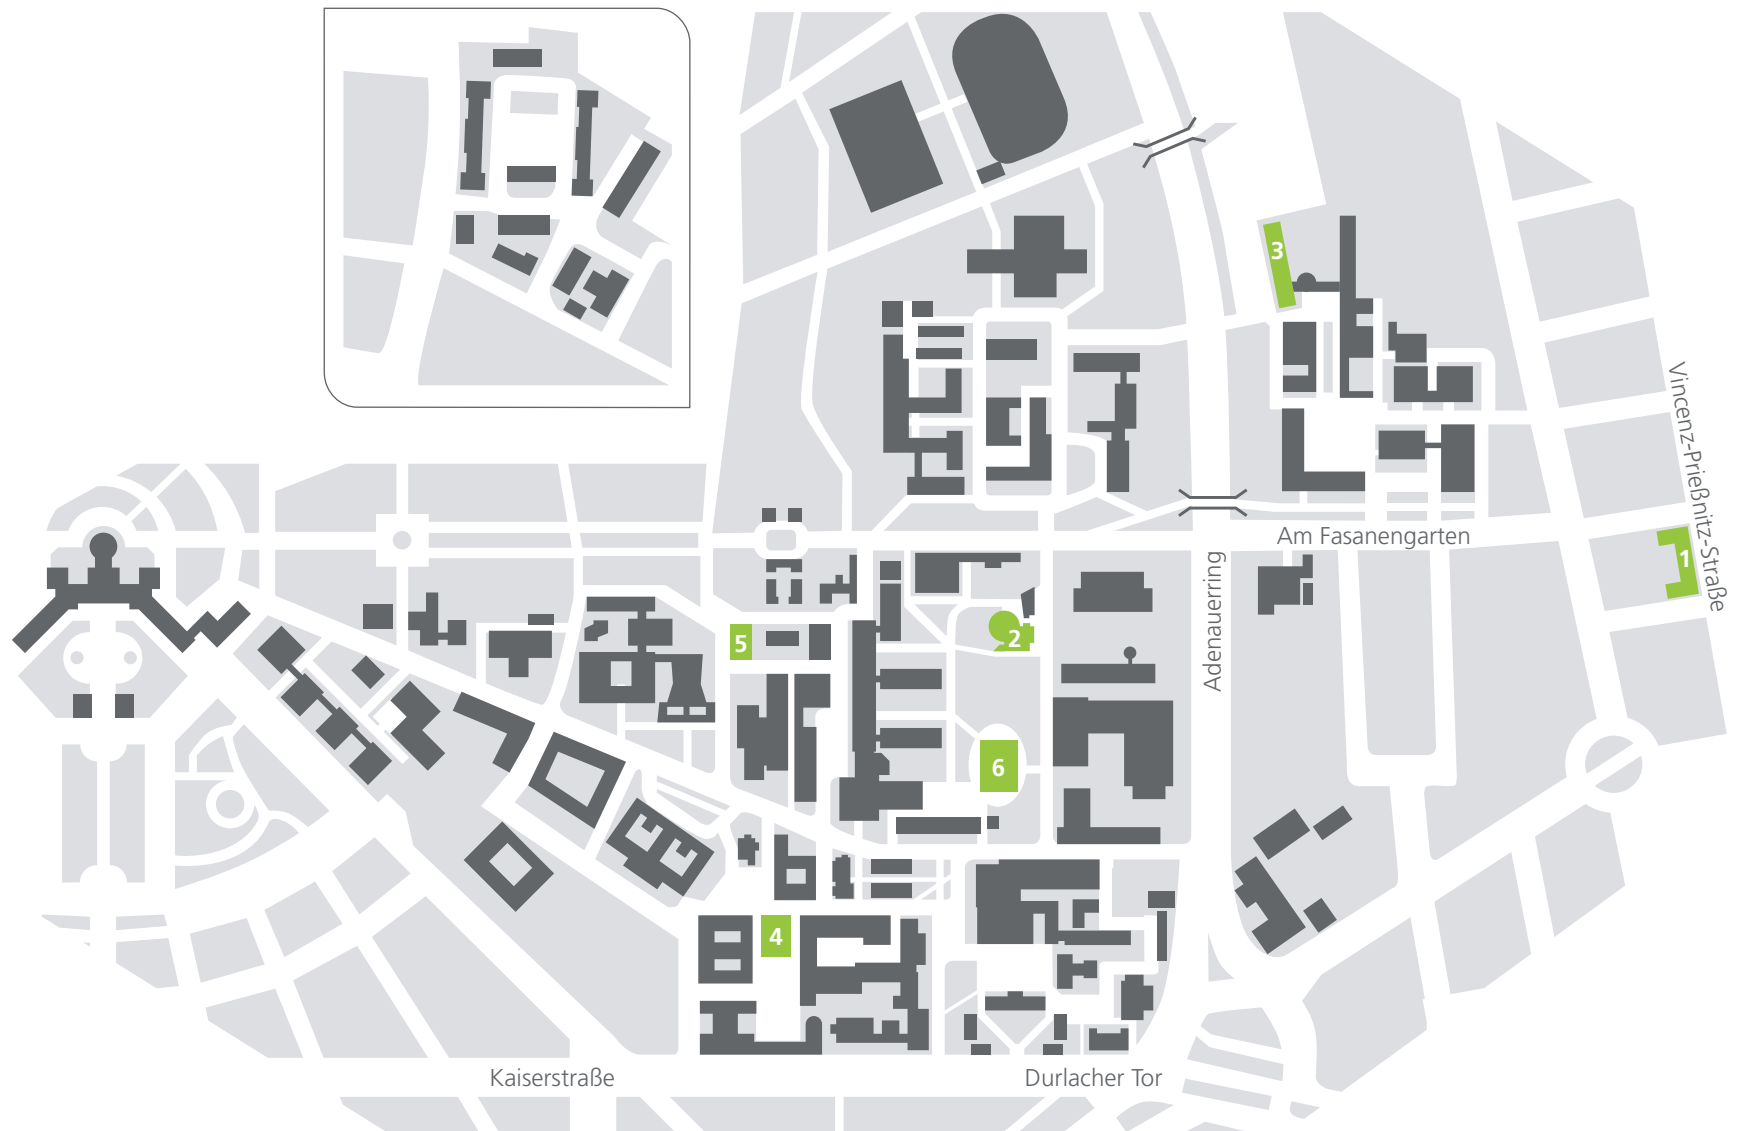 3
Vincenz-Prießnitz-Straße
Am Fasanengarten
1
Adenauerring
2
5
6
4
Kaiserstraße
Durlacher Tor